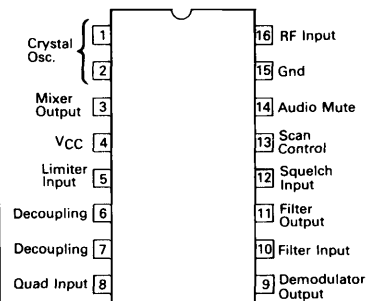 Crystal
Osc.
1
2
Mixer
Output
3
VCC
4
Limiter
Input
5
Decoupling
6
Decoupling
7
Quad Input
8
16
RF Input
15
Gnd
14
Audio Mute
13
Scan
Control
12
Squelch
Input
11
Filter
Output
10
Filter Input
9
Demodulator
Output